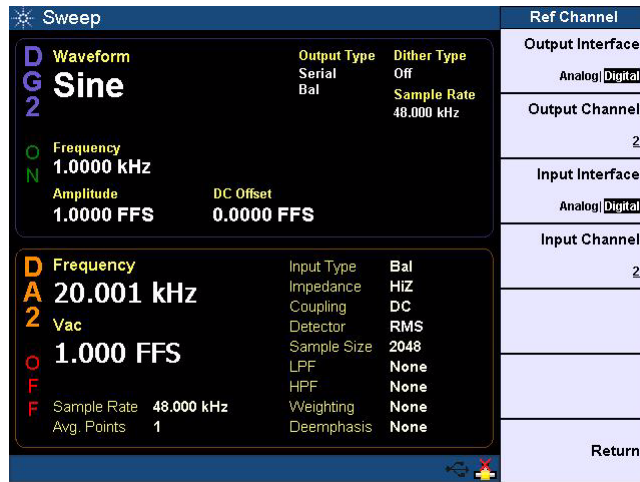 Sweep
Ref Channel
DG2
ON
Waveform
Sine
Output Type
Serial
Bal
Dither Type
Off
Sample Rate
48.000 kHz
Frequency
1.0000 kHz
Amplitude
1.0000 FFS
DC Offset
0.0000 FFS
DA2
OFF
Frequency
20.001 kHz
Vac
1.000 FFS
Sample Rate 48.000 kHz
Avg. Points 1
Input Type Bal
Impedance HiZ
Coupling DC
Detector RMS
Sample Size 2048
LPF None
HPF None
Weighting None
Deemphasis None
Output Interface
Analog|Digital
Output Channel
2
Input Interface
Analog|Digital
Input Channel
2
Return